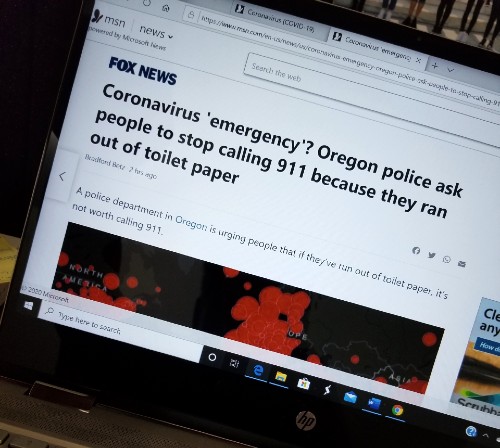 Coronavirus (COVID-19)
Coronavirus 'emergency
https://www.msn.com/en-us/news/us/coronavirus-emergency-oregon-police-ask-people-to-stop-calling-911
msn
news
powered by Microsoft News
Search the web
FOX NEWS
Coronavirus 'emergency'? Oregon police ask
people to stop calling 911 because they ran
out of toilet paper
Bradford Betz 2 hrs ago
A police department in Oregon is urging people that if they've run out of toilet paper, it's
not worth calling 911.
NORTH
AMERICA
OPE
ASIA
© 2020 Microsoft
Cle
any
How d
Scrubb
Type here to search
hp